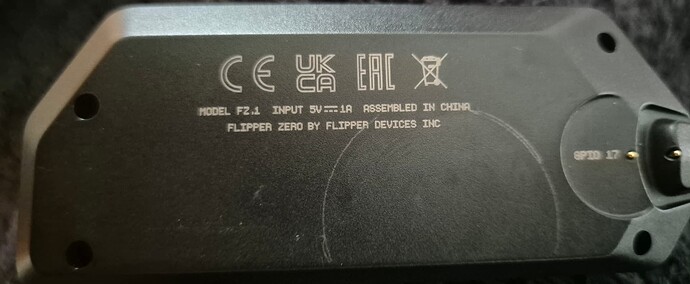 CE UK CA EAC
MODEL FZ.1 INPUT 5V⎓1A ASSEMBLED IN CHINA
FLIPPER ZERO BY FLIPPER DEVICES INC
GPIO 17